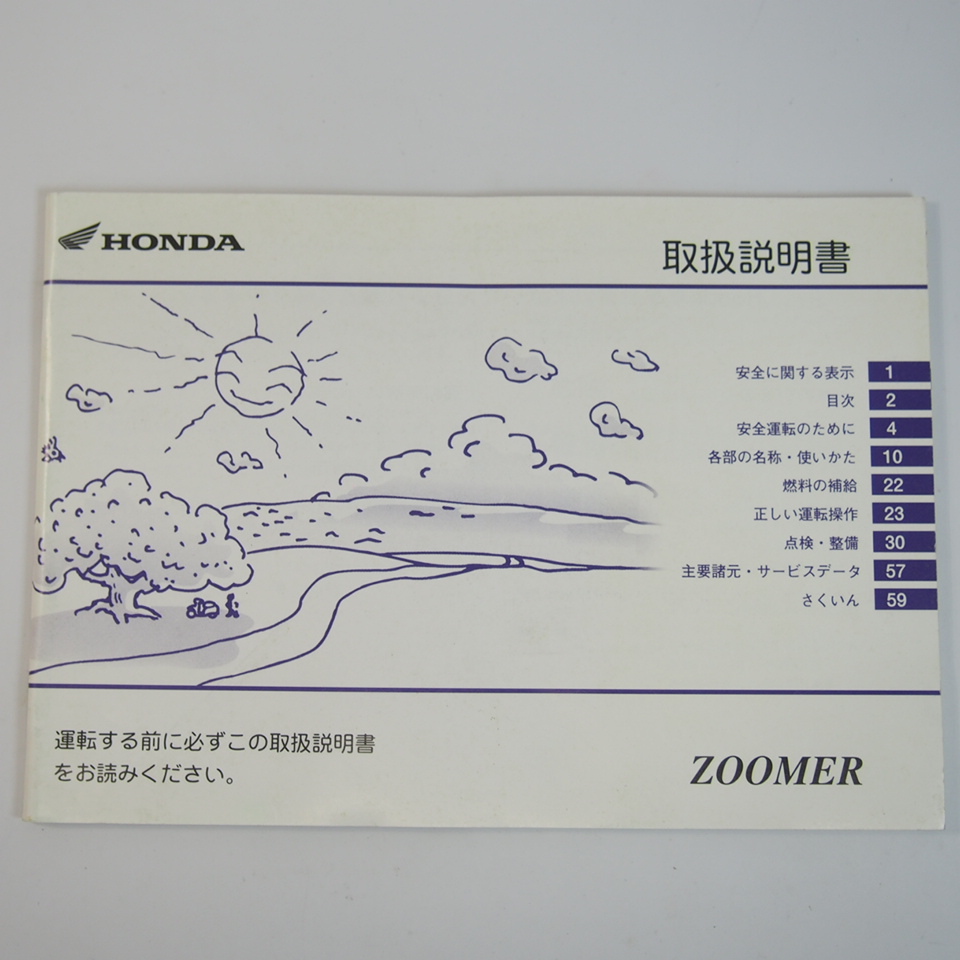 HONDA
取扱説明書
安全に関する表示 1
目次 2
安全運転のために 4
各部の名称・使いかた 10
燃料の補給 22
正しい運転操作 23
点検・整備 30
主要諸元・サービスデータ 57
さくいん 59
運転する前に必ずこの取扱説明書
をお読みください。
ZOOMER